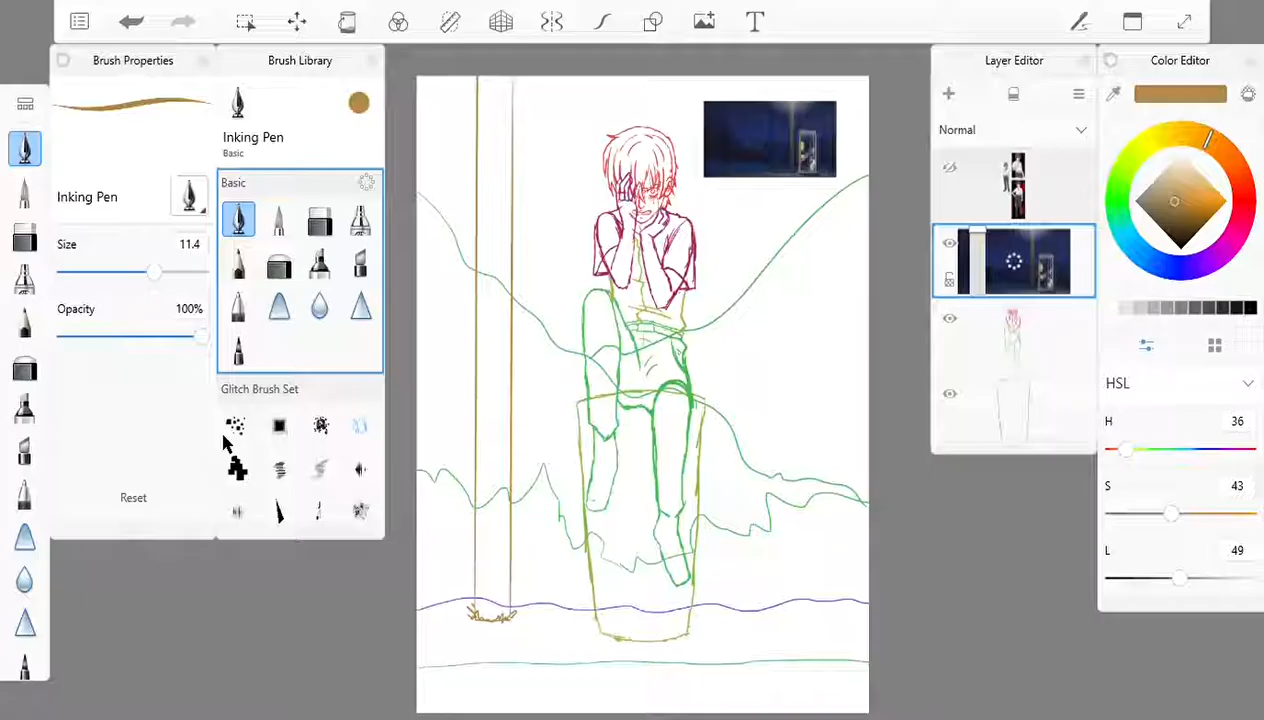 Brush Properties
Brush Library
Layer Editor
Color Editor
Inking Pen
Basic
Normal
Basic
Inking Pen
Size 11.4
Opacity 100%
Glitch Brush Set
HSL
H 36
S 43
L 49
Reset